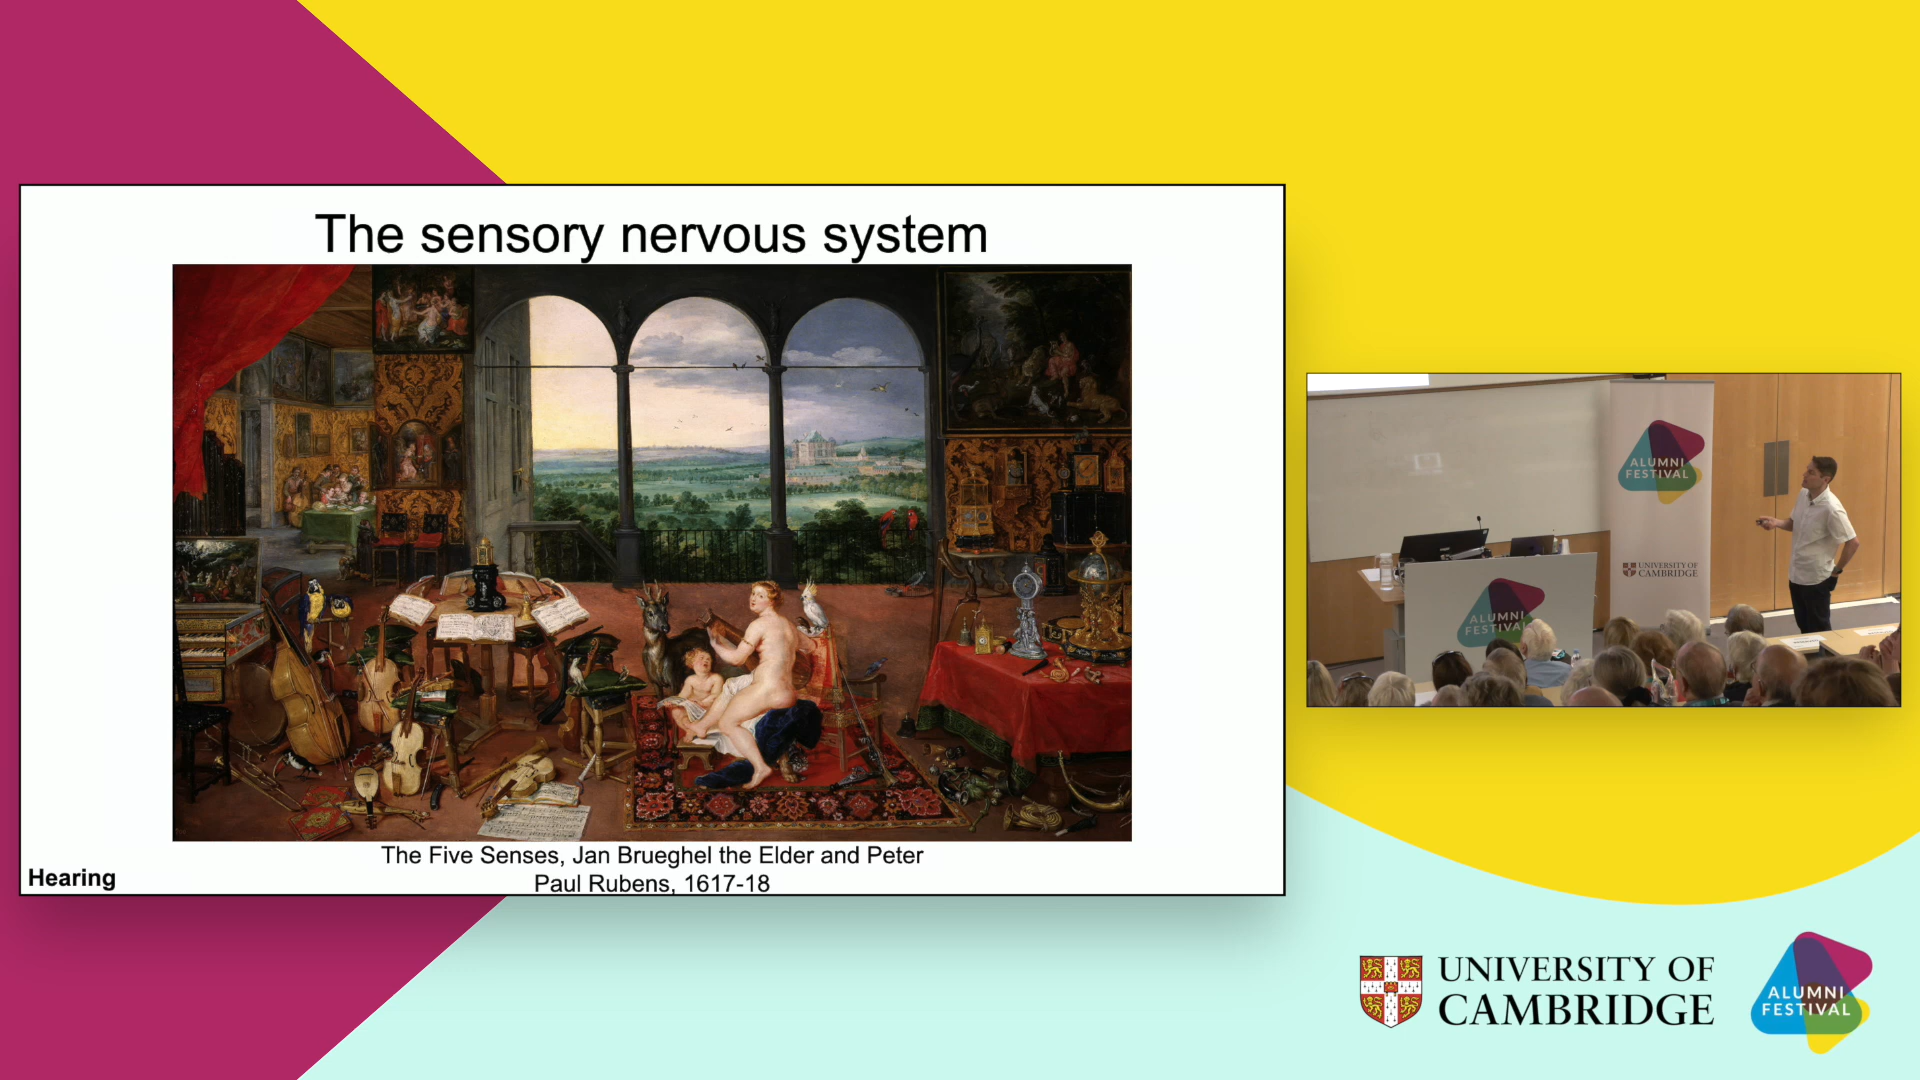 The sensory nervous system
The Five Senses, Jan Brueghel the Elder and Peter
Paul Rubens, 1617-18
Hearing
ALUMNI
FESTIVAL
UNIVERSITY OF
CAMBRIDGE
ALUMNI
FESTIVAL
UNIVERSITY OF
CAMBRIDGE
ALUMNI
FESTIVAL